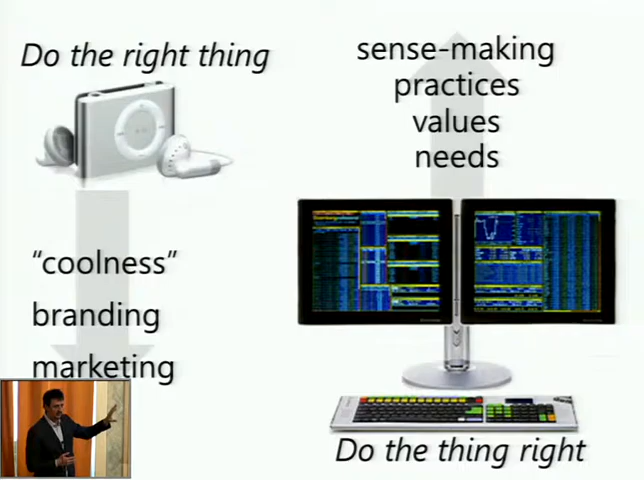 Do the right thing
"coolness"
branding
marketing
sense-making
practices
values
needs
Do the thing right